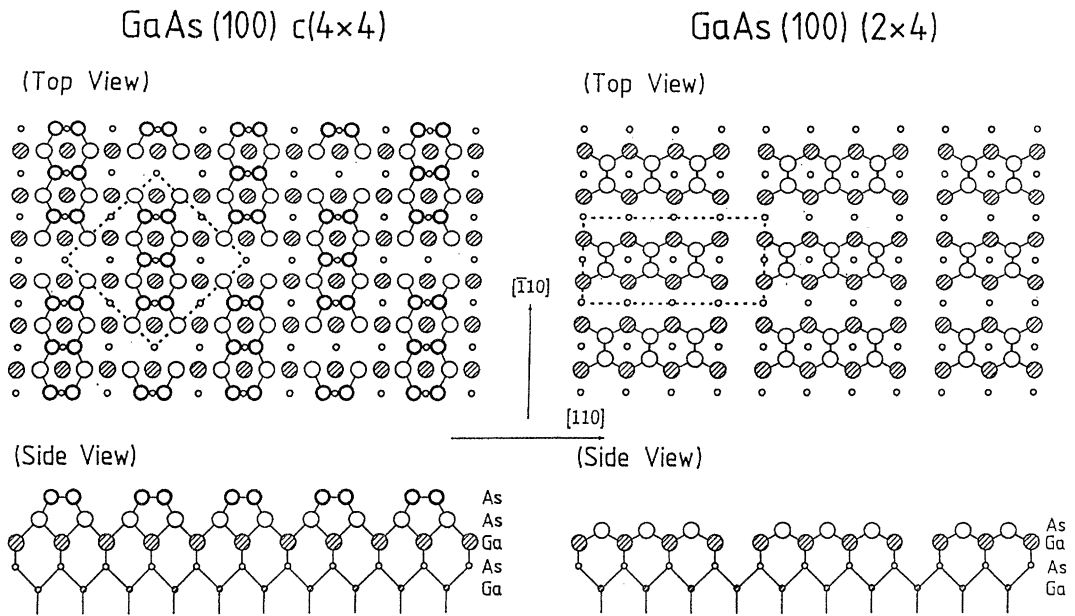 GaAs (100) c(4×4)
GaAs (100) (2×4)
(Top View)
(Top View)
[1̅10]
[110]
(Side View)
(Side View)
As
As
Ga
As
Ga
As
Ga
As
Ga